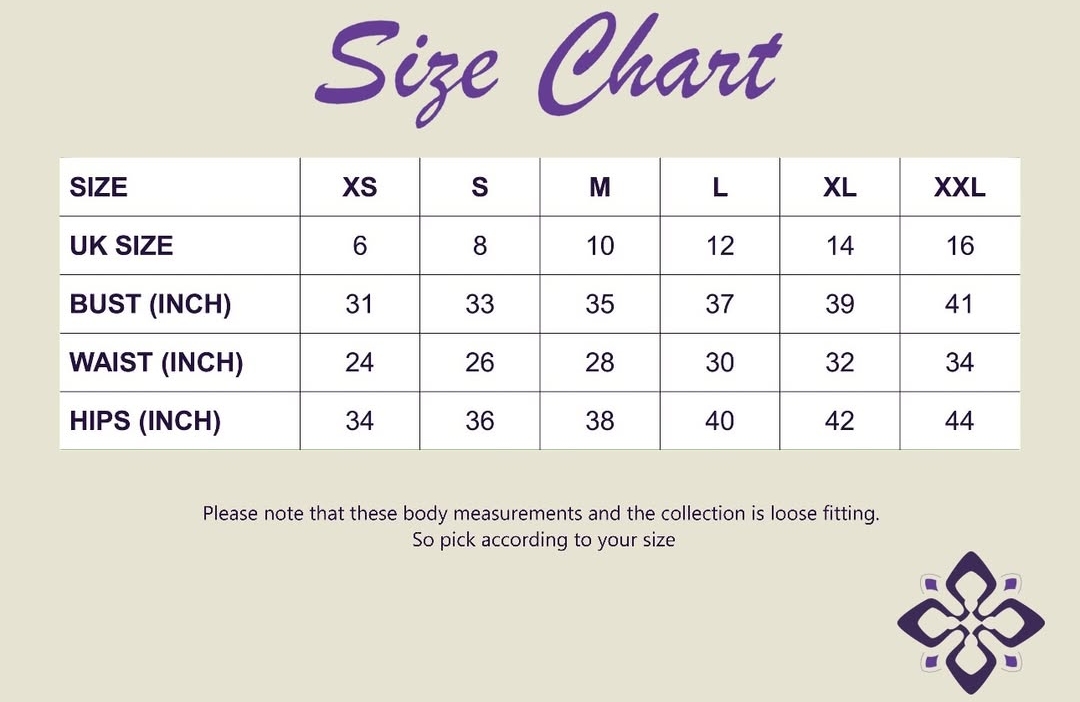 Size Chart
SIZE XS S M L XL XXL
UK SIZE 6 8 10 12 14 16
BUST (INCH) 31 33 35 37 39 41
WAIST (INCH) 24 26 28 30 32 34
HIPS (INCH) 34 36 38 40 42 44
Please note that these body measurements and the collection is loose fitting.
So pick according to your size